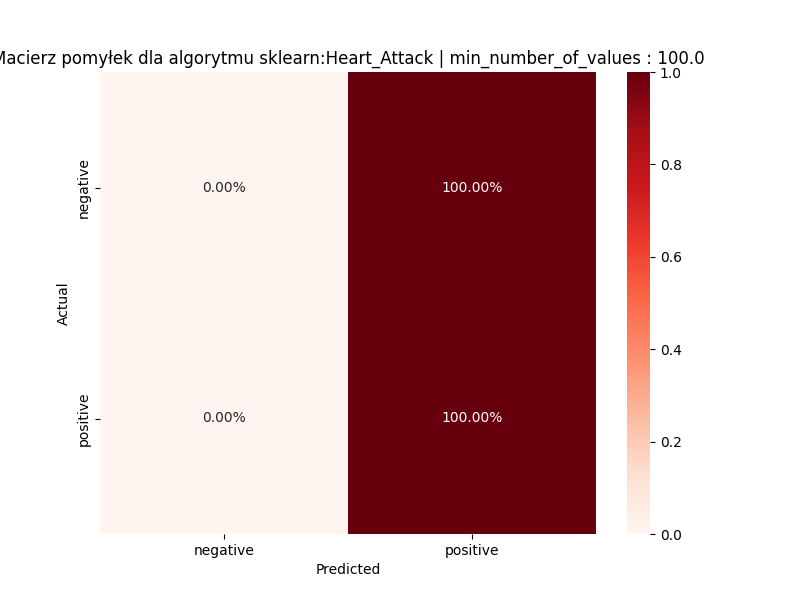 pomyłek dla algorytmu sklearn:Heart_Attack | min_number_of_values : 100.0
1.0
negative
0.00%
100.00%
0.8
0.6
Actual
0.4
positive
0.00%
100.00%
0.2
0.0
negative
positive
Predicted